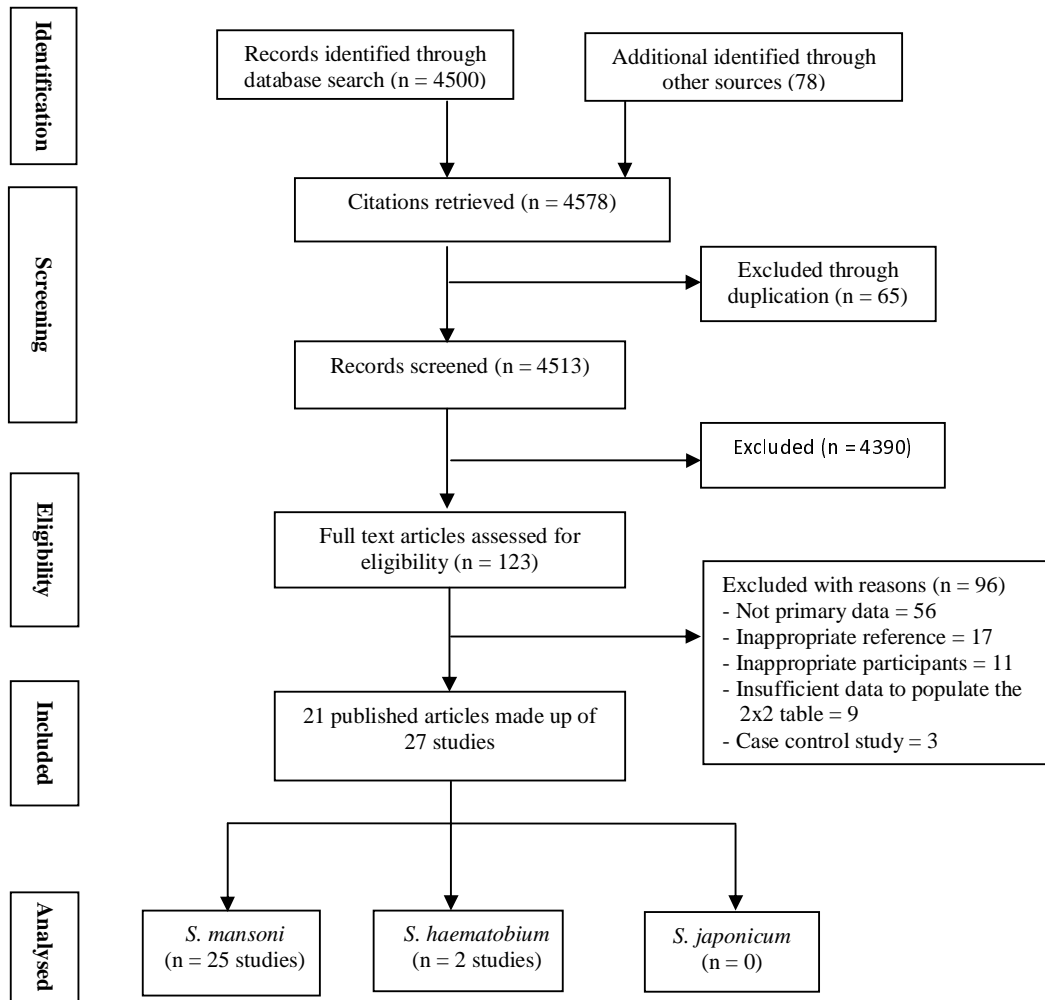 Identification
Records identified through
database search (n = 4500)
Additional identified through
other sources (78)
Screening
Citations retrieved (n = 4578)
Excluded through
duplication (n = 65)
Records screened (n = 4513)
Excluded (n = 4390)
Eligibility
Full text articles assessed for
eligibility (n = 123)
Excluded with reasons (n = 96)
- Not primary data = 56
- Inappropriate reference = 17
- Inappropriate participants = 11
- Insufficient data to populate the
2x2 table = 9
- Case control study = 3
Included
21 published articles made up of
27 studies
Analysed
S. mansoni
(n = 25 studies)
S. haematobium
(n = 2 studies)
S. japonicum
(n = 0)